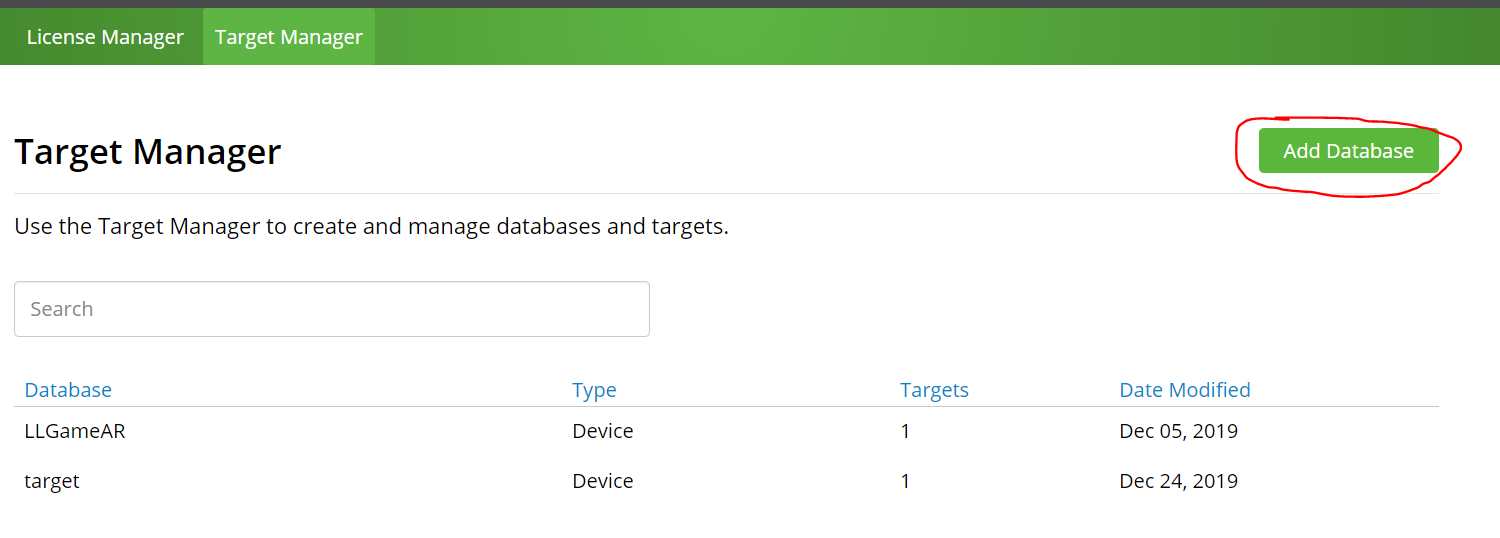 License Manager Target Manager
Target Manager
Add Database
Use the Target Manager to create and manage databases and targets.
Search
Database Type Targets Date Modified
LLGameAR Device 1 Dec 05, 2019
target Device 1 Dec 24, 2019